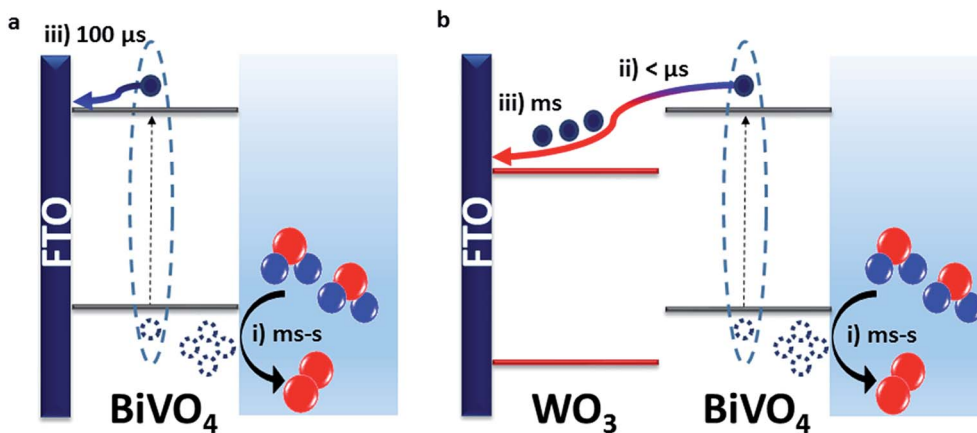 a
iii) 100 µs
FTO
BiVO₄
i) ms-s
b
ii) < µs
iii) ms
FTO
WO₃
BiVO₄
i) ms-s